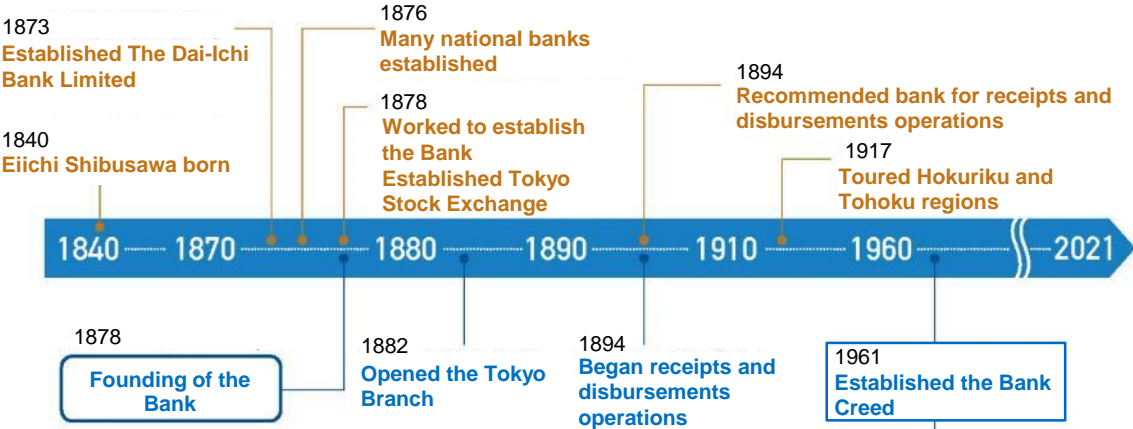 1873
Established The Dai-Ichi
Bank Limited
1876
Many national banks
established
1840
Eiichi Shibusawa born
1878
Worked to establish
the Bank
Established Tokyo
Stock Exchange
1894
Recommended bank for receipts and
disbursements operations
1917
Toured Hokuriku and
Tohoku regions
1840 1870 1880 1890 1910 1960 2021
1878
Founding of the
Bank
1882
Opened the Tokyo
Branch
1894
Began receipts and
disbursements
operations
1961
Established the Bank
Creed